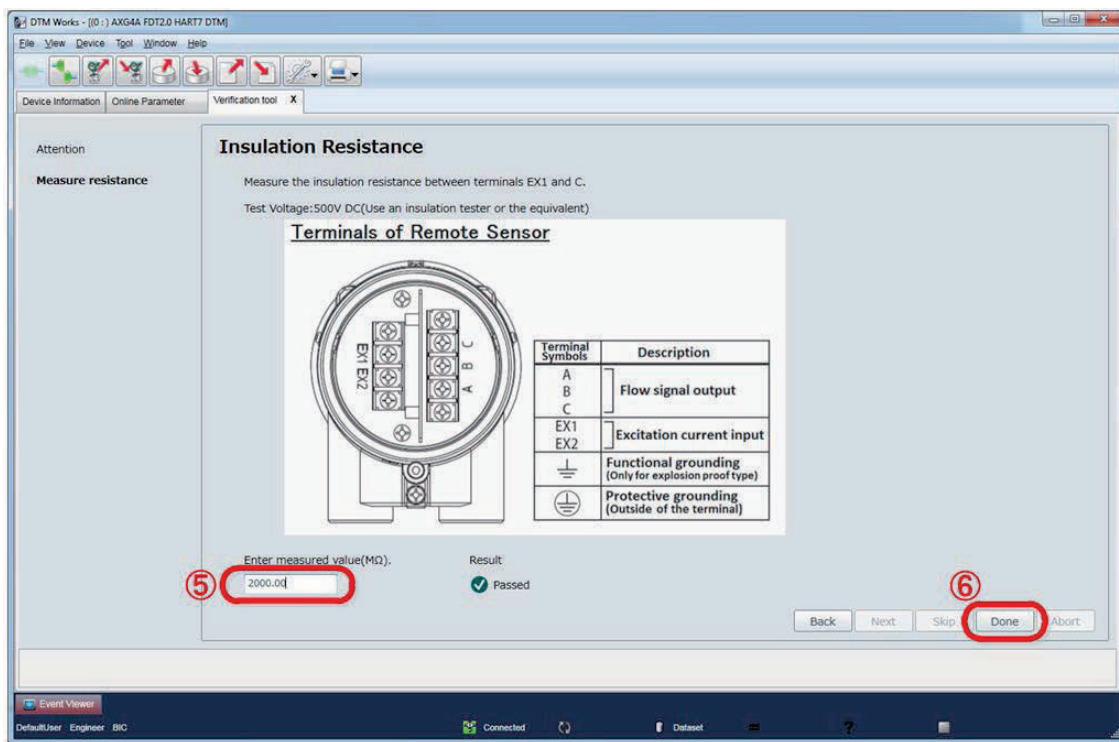 DTM Works - [(0 : ) AXG4A FDT2.0 HART7 DTM]
File View Device Tool Window Help
Device Information Online Parameter Verification tool X
Attention
Measure resistance
Insulation Resistance
Measure the insulation resistance between terminals EX1 and C.
Test Voltage:500V DC(Use an insulation tester or the equivalent)
Terminals of Remote Sensor
EX1 EX2
A B C
Terminal Symbols Description
A
B
C
Flow signal output
EX1
EX2
Excitation current input
Functional grounding
(Only for explosion proof type)
Protective grounding
(Outside of the terminal)
Enter measured value(MΩ). Result
⑤ 2000.00 Passed
⑥
Back Next Skip Done Abort
Event Viewer
DefaultUser Engineer BIC Connected Dataset = ?